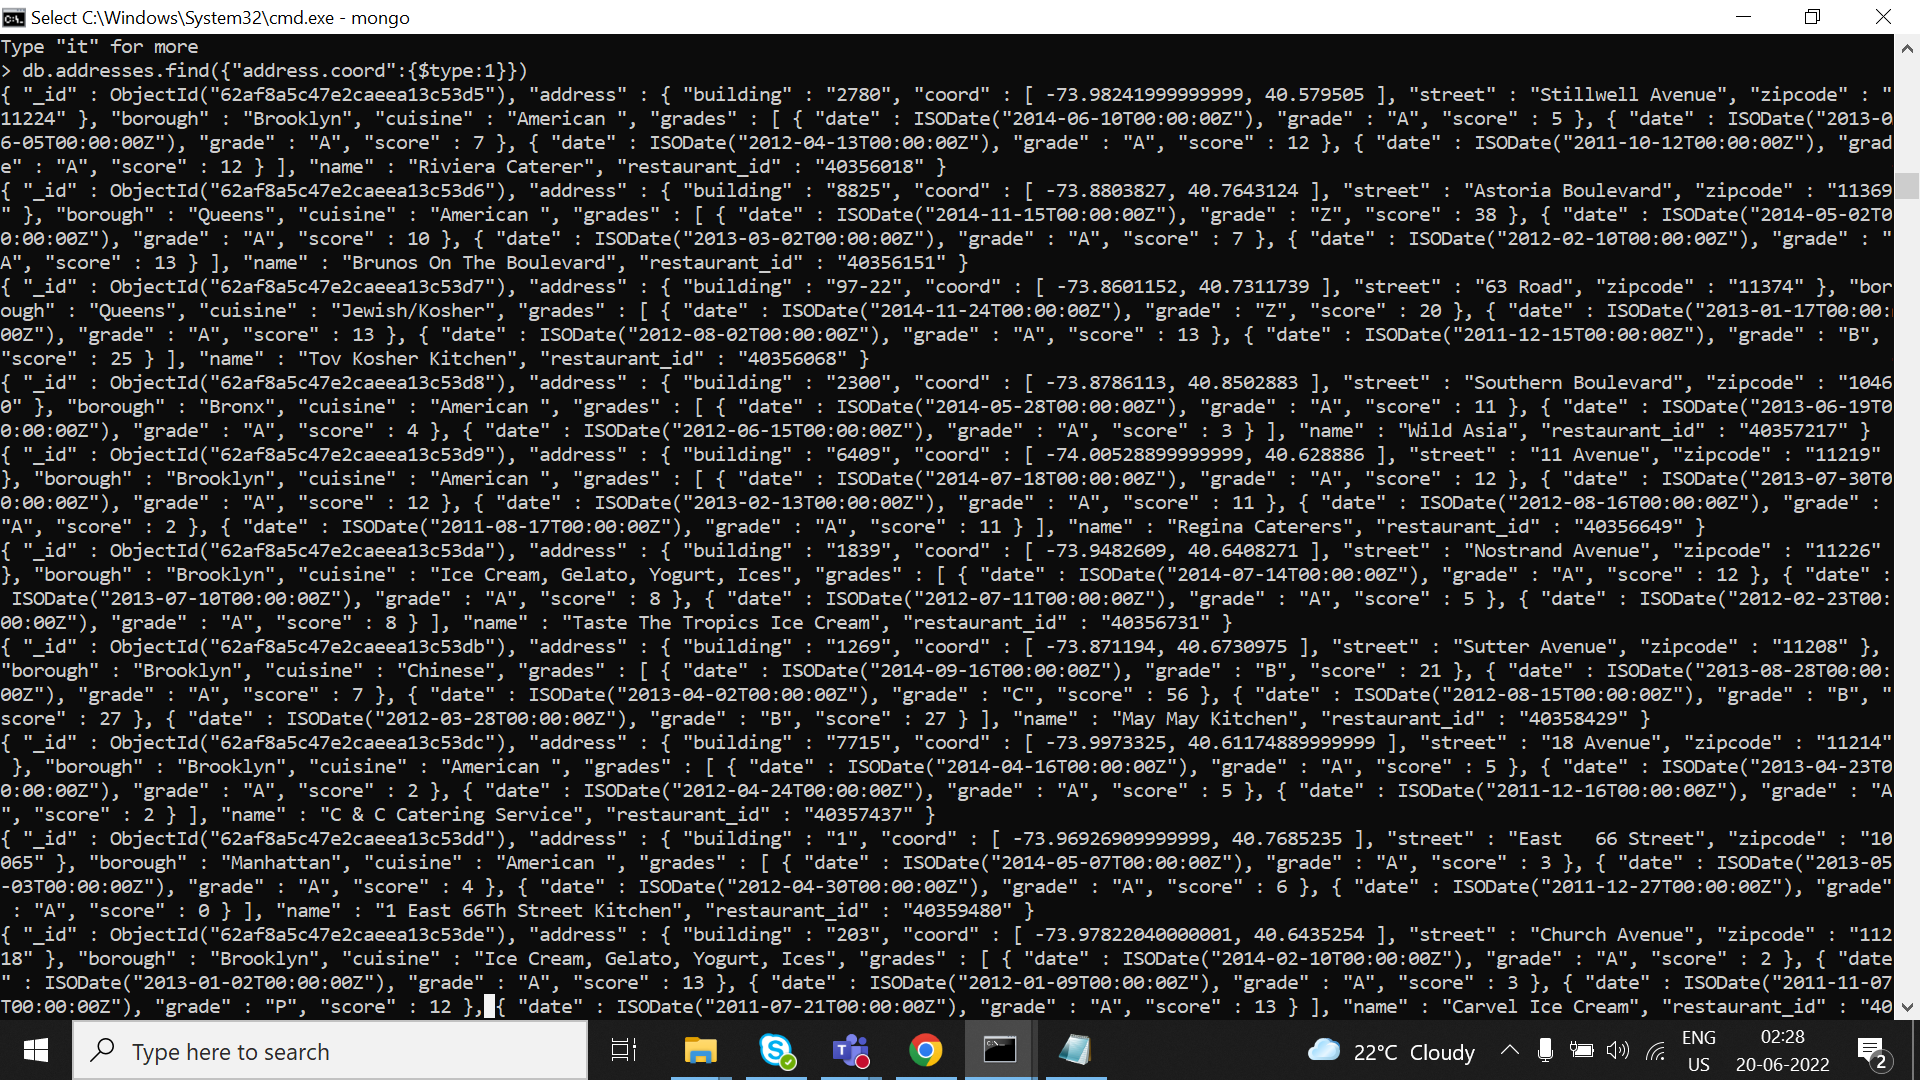 Select C:\Windows\System32\cmd.exe - mongo
Type "it" for more
> db.addresses.find({"address.coord":{$type:1}})
{ "_id" : ObjectId("62af8a5c47e2caeea13c53d5"), "address" : { "building" : "2780", "coord" : [ -73.98241999999999, 40.579505 ], "street" : "Stillwell Avenue", "zipcode" : "
11224" }, "borough" : "Brooklyn", "cuisine" : "American ", "grades" : [ { "date" : ISODate("2014-06-10T00:00:00Z"), "grade" : "A", "score" : 5 }, { "date" : ISODate("2013-0
6-05T00:00:00Z"), "grade" : "A", "score" : 7 }, { "date" : ISODate("2012-04-13T00:00:00Z"), "grade" : "A", "score" : 12 }, { "date" : ISODate("2011-10-12T00:00:00Z"), "grad
e" : "A", "score" : 12 } ], "name" : "Riviera Caterer", "restaurant_id" : "40356018" }
{ "_id" : ObjectId("62af8a5c47e2caeea13c53d6"), "address" : { "building" : "8825", "coord" : [ -73.8803827, 40.7643124 ], "street" : "Astoria Boulevard", "zipcode" : "11369
" }, "borough" : "Queens", "cuisine" : "American ", "grades" : [ { "date" : ISODate("2014-11-15T00:00:00Z"), "grade" : "Z", "score" : 38 }, { "date" : ISODate("2014-05-02T0
0:00:00Z"), "grade" : "A", "score" : 10 }, { "date" : ISODate("2013-03-02T00:00:00Z"), "grade" : "A", "score" : 7 }, { "date" : ISODate("2012-02-10T00:00:00Z"), "grade" : "
A", "score" : 13 } ], "name" : "Brunos On The Boulevard", "restaurant_id" : "40356151" }
{ "_id" : ObjectId("62af8a5c47e2caeea13c53d7"), "address" : { "building" : "97-22", "coord" : [ -73.8601152, 40.7311739 ], "street" : "63 Road", "zipcode" : "11374" }, "bor
ough" : "Queens", "cuisine" : "Jewish/Kosher", "grades" : [ { "date" : ISODate("2014-11-24T00:00:00Z"), "grade" : "Z", "score" : 20 }, { "date" : ISODate("2013-01-17T00:00:
00Z"), "grade" : "A", "score" : 13 }, { "date" : ISODate("2012-08-02T00:00:00Z"), "grade" : "A", "score" : 13 }, { "date" : ISODate("2011-12-15T00:00:00Z"), "grade" : "B",
"score" : 25 } ], "name" : "Tov Kosher Kitchen", "restaurant_id" : "40356068" }
{ "_id" : ObjectId("62af8a5c47e2caeea13c53d8"), "address" : { "building" : "2300", "coord" : [ -73.8786113, 40.8502883 ], "street" : "Southern Boulevard", "zipcode" : "1046
0" }, "borough" : "Bronx", "cuisine" : "American ", "grades" : [ { "date" : ISODate("2014-05-28T00:00:00Z"), "grade" : "A", "score" : 11 }, { "date" : ISODate("2013-06-19T0
0:00:00Z"), "grade" : "A", "score" : 4 }, { "date" : ISODate("2012-06-15T00:00:00Z"), "grade" : "A", "score" : 3 } ], "name" : "Wild Asia", "restaurant_id" : "40357217" }
{ "_id" : ObjectId("62af8a5c47e2caeea13c53d9"), "address" : { "building" : "6409", "coord" : [ -74.00528899999999, 40.628886 ], "street" : "11 Avenue", "zipcode" : "11219"
}, "borough" : "Brooklyn", "cuisine" : "American ", "grades" : [ { "date" : ISODate("2014-07-18T00:00:00Z"), "grade" : "A", "score" : 12 }, { "date" : ISODate("2013-07-30T0
0:00:00Z"), "grade" : "A", "score" : 12 }, { "date" : ISODate("2013-02-13T00:00:00Z"), "grade" : "A", "score" : 11 }, { "date" : ISODate("2012-08-16T00:00:00Z"), "grade" :
"A", "score" : 2 }, { "date" : ISODate("2011-08-17T00:00:00Z"), "grade" : "A", "score" : 11 } ], "name" : "Regina Caterers", "restaurant_id" : "40356649" }
{ "_id" : ObjectId("62af8a5c47e2caeea13c53da"), "address" : { "building" : "1839", "coord" : [ -73.9482609, 40.6408271 ], "street" : "Nostrand Avenue", "zipcode" : "11226"
}, "borough" : "Brooklyn", "cuisine" : "Ice Cream, Gelato, Yogurt, Ices", "grades" : [ { "date" : ISODate("2014-07-14T00:00:00Z"), "grade" : "A", "score" : 12 }, { "date" :
ISODate("2013-07-10T00:00:00Z"), "grade" : "A", "score" : 8 }, { "date" : ISODate("2012-07-11T00:00:00Z"), "grade" : "A", "score" : 5 }, { "date" : ISODate("2012-02-23T00:
00:00Z"), "grade" : "A", "score" : 8 } ], "name" : "Taste The Tropics Ice Cream", "restaurant_id" : "40356731" }
{ "_id" : ObjectId("62af8a5c47e2caeea13c53db"), "address" : { "building" : "1269", "coord" : [ -73.871194, 40.6730975 ], "street" : "Sutter Avenue", "zipcode" : "11208" },
"borough" : "Brooklyn", "cuisine" : "Chinese", "grades" : [ { "date" : ISODate("2014-09-16T00:00:00Z"), "grade" : "B", "score" : 21 }, { "date" : ISODate("2013-08-28T00:00:
00Z"), "grade" : "A", "score" : 7 }, { "date" : ISODate("2013-04-02T00:00:00Z"), "grade" : "C", "score" : 56 }, { "date" : ISODate("2012-08-15T00:00:00Z"), "grade" : "B", "
score" : 27 }, { "date" : ISODate("2012-03-28T00:00:00Z"), "grade" : "B", "score" : 27 } ], "name" : "May May Kitchen", "restaurant_id" : "40358429" }
{ "_id" : ObjectId("62af8a5c47e2caeea13c53dc"), "address" : { "building" : "7715", "coord" : [ -73.9973325, 40.61174889999999 ], "street" : "18 Avenue", "zipcode" : "11214"
}, "borough" : "Brooklyn", "cuisine" : "American ", "grades" : [ { "date" : ISODate("2014-04-16T00:00:00Z"), "grade" : "A", "score" : 5 }, { "date" : ISODate("2013-04-23T0
0:00:00Z"), "grade" : "A", "score" : 2 }, { "date" : ISODate("2012-04-24T00:00:00Z"), "grade" : "A", "score" : 5 }, { "date" : ISODate("2011-12-16T00:00:00Z"), "grade" : "A
", "score" : 2 } ], "name" : "C & C Catering Service", "restaurant_id" : "40357437" }
{ "_id" : ObjectId("62af8a5c47e2caeea13c53dd"), "address" : { "building" : "1", "coord" : [ -73.96926909999999, 40.7685235 ], "street" : "East   66 Street", "zipcode" : "10
065" }, "borough" : "Manhattan", "cuisine" : "American ", "grades" : [ { "date" : ISODate("2014-05-07T00:00:00Z"), "grade" : "A", "score" : 3 }, { "date" : ISODate("2013-05
-03T00:00:00Z"), "grade" : "A", "score" : 4 }, { "date" : ISODate("2012-04-30T00:00:00Z"), "grade" : "A", "score" : 6 }, { "date" : ISODate("2011-12-27T00:00:00Z"), "grade"
: "A", "score" : 0 } ], "name" : "1 East 66Th Street Kitchen", "restaurant_id" : "40359480" }
{ "_id" : ObjectId("62af8a5c47e2caeea13c53de"), "address" : { "building" : "203", "coord" : [ -73.97822040000001, 40.6435254 ], "street" : "Church Avenue", "zipcode" : "112
18" }, "borough" : "Brooklyn", "cuisine" : "Ice Cream, Gelato, Yogurt, Ices", "grades" : [ { "date" : ISODate("2014-02-10T00:00:00Z"), "grade" : "A", "score" : 2 }, { "date
" : ISODate("2013-01-02T00:00:00Z"), "grade" : "A", "score" : 13 }, { "date" : ISODate("2012-01-09T00:00:00Z"), "grade" : "A", "score" : 3 }, { "date" : ISODate("2011-11-07
T00:00:00Z"), "grade" : "P", "score" : 12 }, { "date" : ISODate("2011-07-21T00:00:00Z"), "grade" : "A", "score" : 13 } ], "name" : "Carvel Ice Cream", "restaurant_id" : "40
Type here to search
22°C Cloudy
ENG
US
02:28
20-06-2022
2